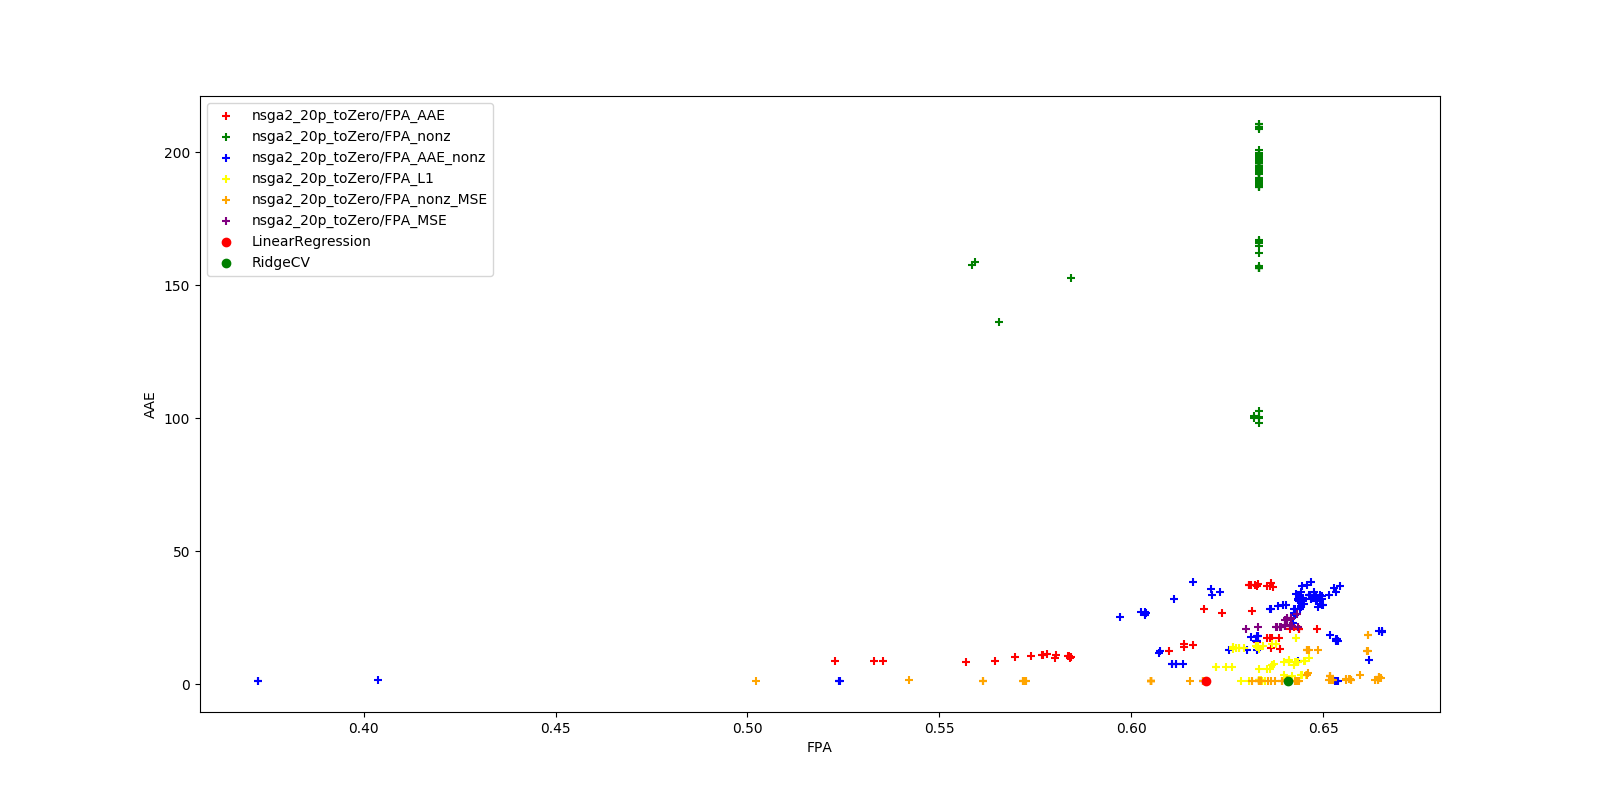 nsga2_20p_toZero/FPA_AAE
nsga2_20p_toZero/FPA_nonz
nsga2_20p_toZero/FPA_AAE_nonz
nsga2_20p_toZero/FPA_L1
nsga2_20p_toZero/FPA_nonz_MSE
nsga2_20p_toZero/FPA_MSE
LinearRegression
RidgeCV
200
150
100
50
0
AAE
0.40 0.45 0.50 0.55 0.60 0.65
FPA